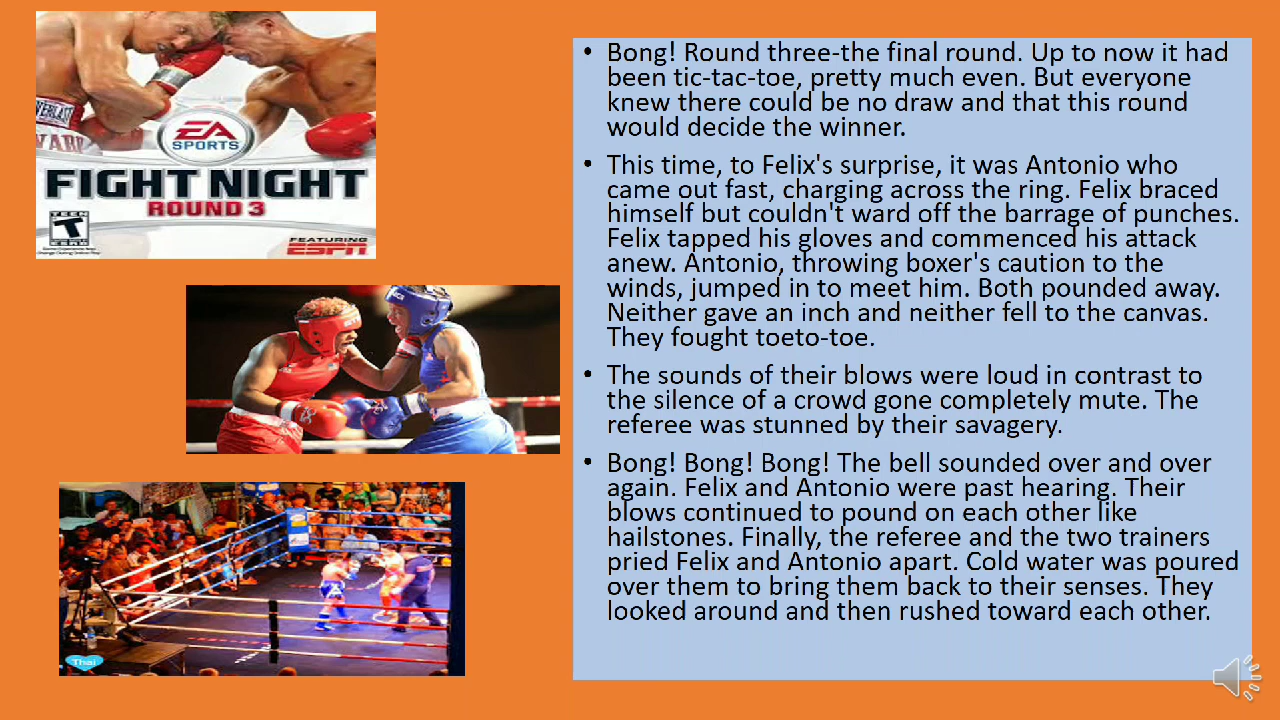 EVERLAST
WARD
EA
SPORTS
FIGHT NIGHT
ROUND 3
TEEN
T
FEATURING
ESPN
• Bong! Round three-the final round. Up to now it had
been tic-tac-toe, pretty much even. But everyone
knew there could be no draw and that this round
would decide the winner.
• This time, to Felix's surprise, it was Antonio who
came out fast, charging across the ring. Felix braced
himself but couldn't ward off the barrage of punches.
Felix tapped his gloves and commenced his attack
anew. Antonio, throwing boxer's caution to the
winds, jumped in to meet him. Both pounded away.
Neither gave an inch and neither fell to the canvas.
They fought toeto-toe.
• The sounds of their blows were loud in contrast to
the silence of a crowd gone completely mute. The
referee was stunned by their savagery.
• Bong! Bong! Bong! The bell sounded over and over
again. Felix and Antonio were past hearing. Their
blows continued to pound on each other like
hailstones. Finally, the referee and the two trainers
pried Felix and Antonio apart. Cold water was poured
over them to bring them back to their senses. They
looked around and then rushed toward each other.
Thai